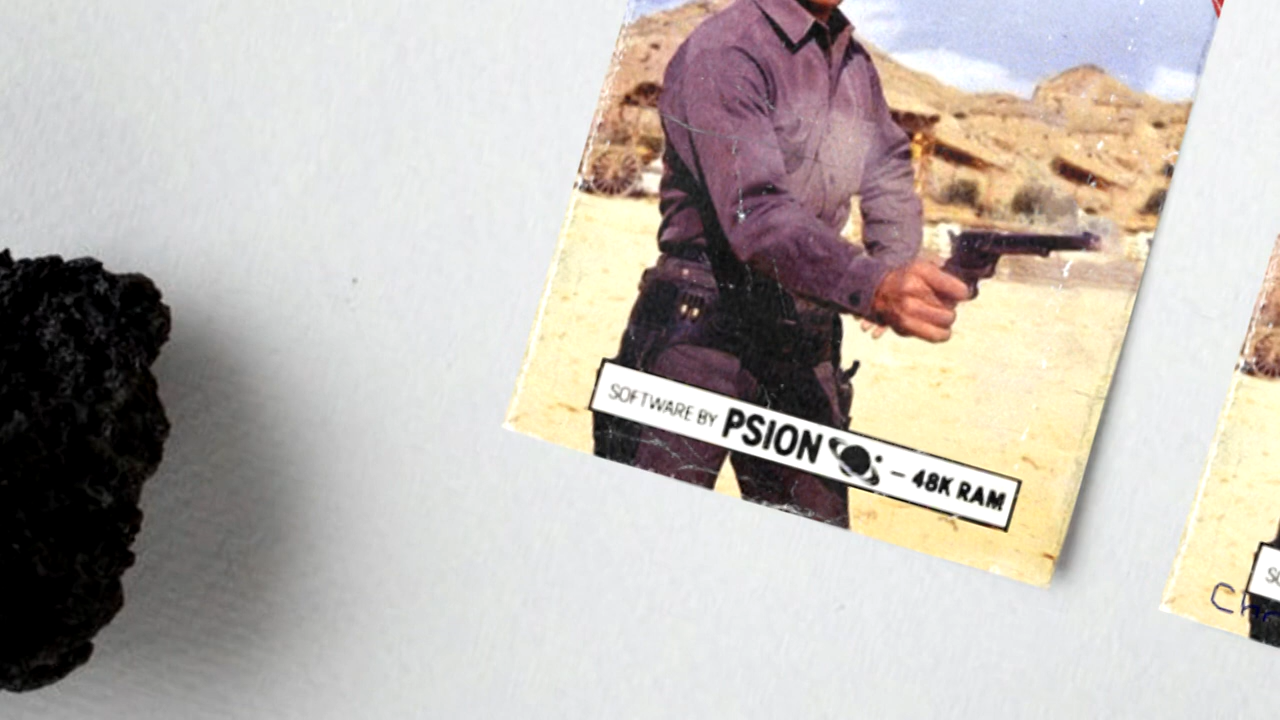 SOFTWARE BY PSION – 48K RAM